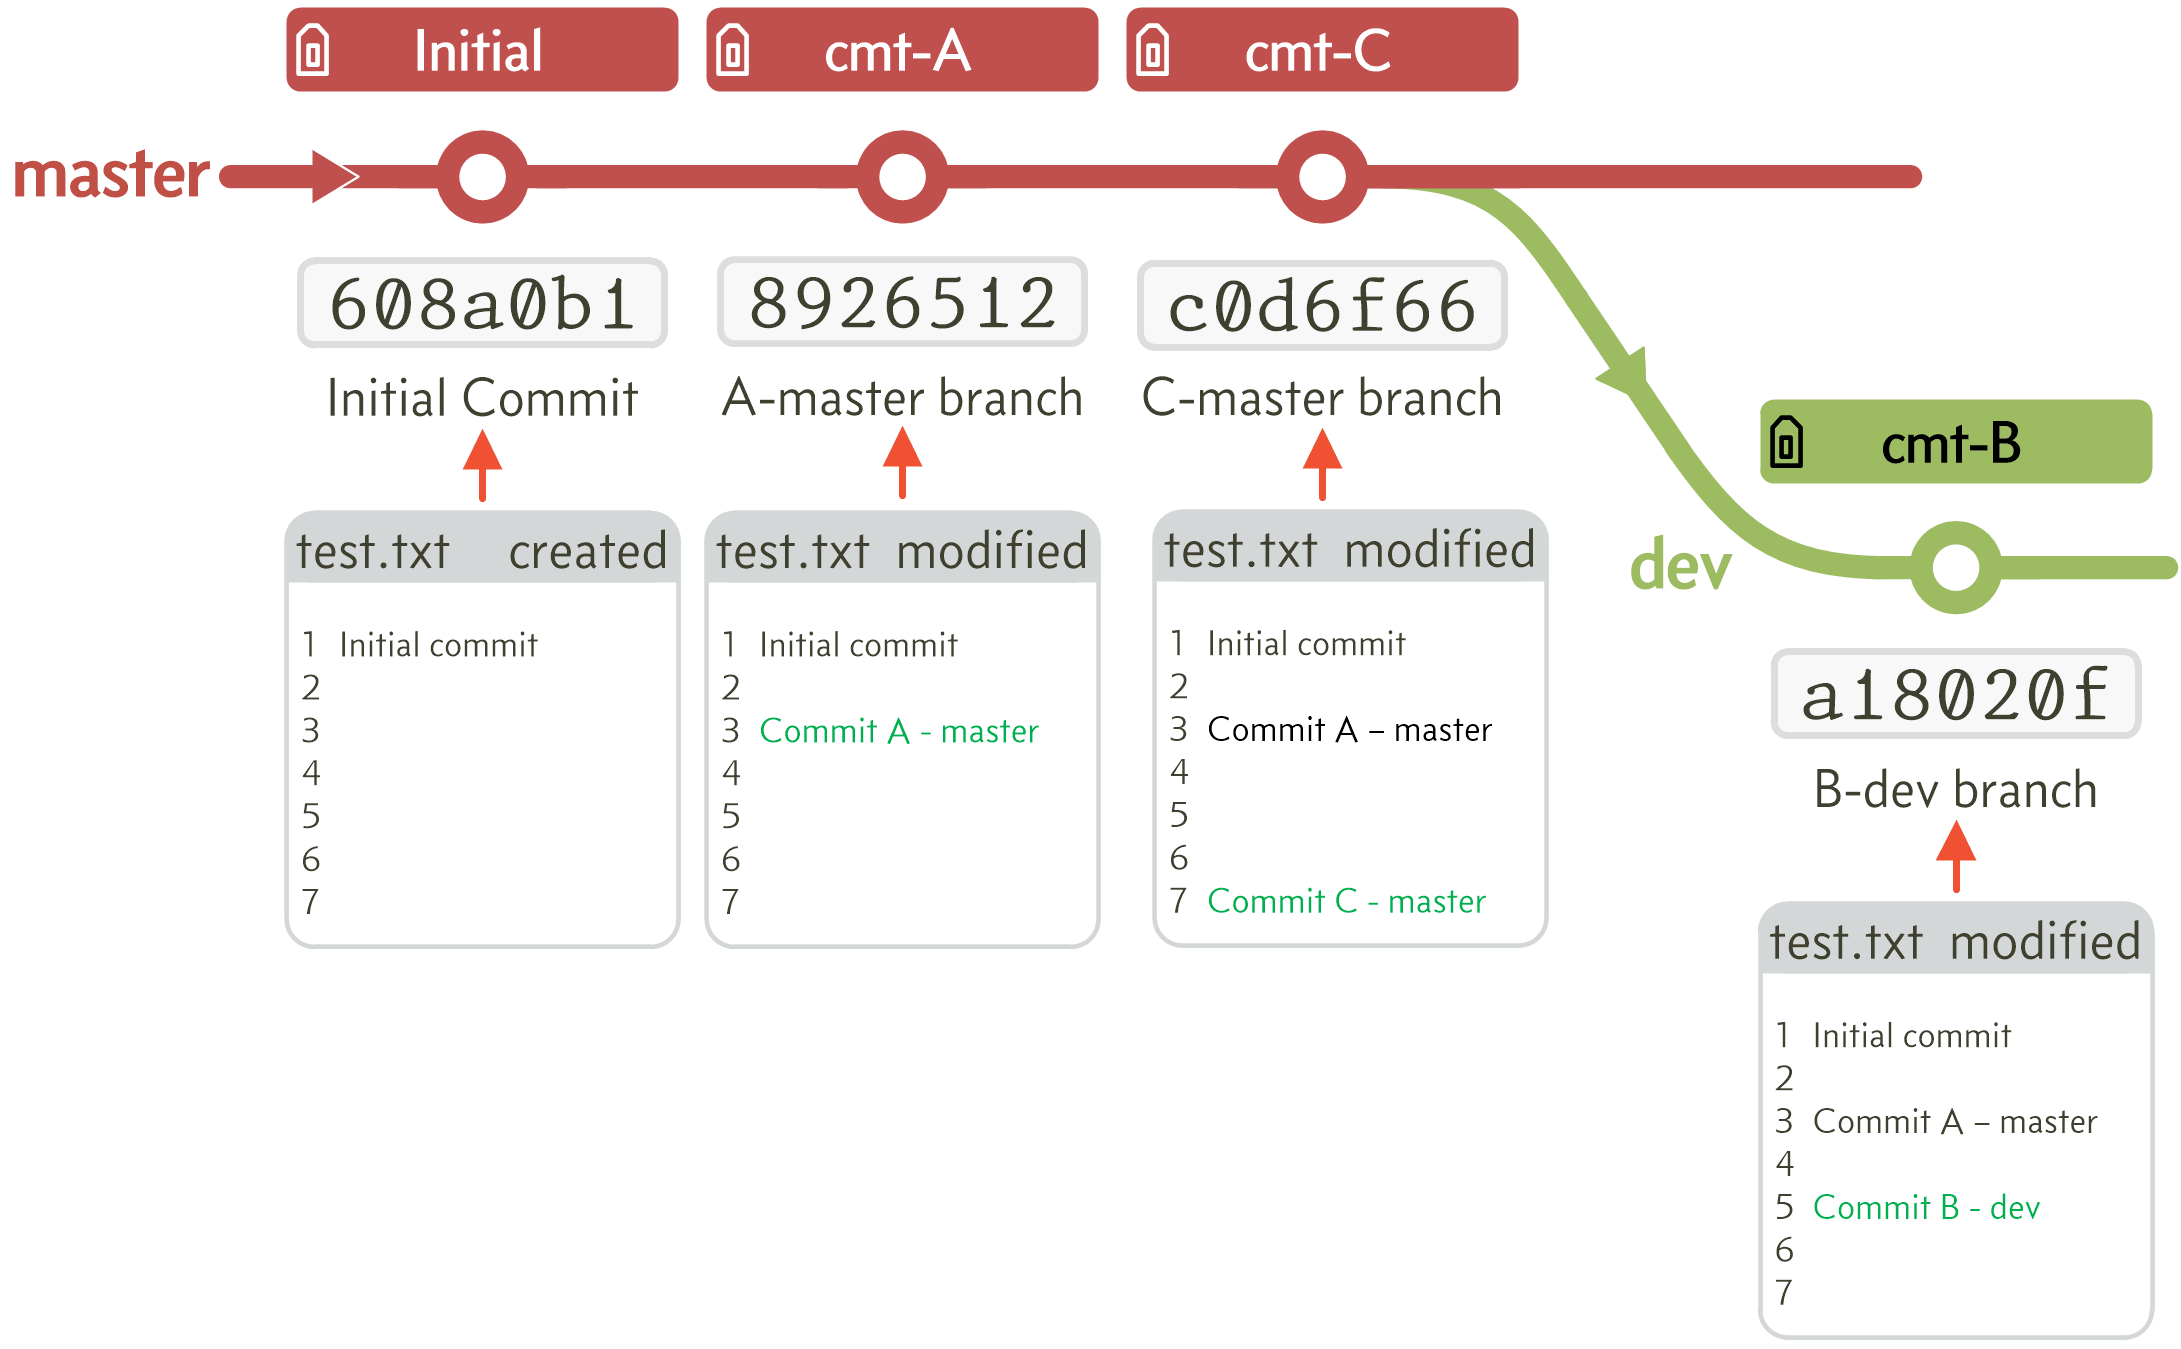 Initial
cmt-A
cmt-C
master
608a0b1
8926512
c0d6f66
Initial Commit
A-master branch
C-master branch
test.txt created
1 Initial commit
2
3
4
5
6
7
test.txt modified
1 Initial commit
2
3 Commit A - master
4
5
6
7
test.txt modified
1 Initial commit
2
3 Commit A – master
4
5
6
7 Commit C - master
cmt-B
dev
a18020f
B-dev branch
test.txt modified
1 Initial commit
2
3 Commit A – master
4
5 Commit B - dev
6
7